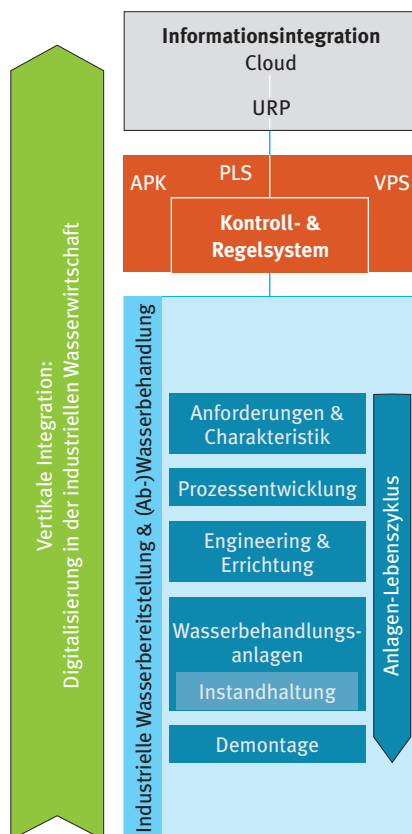 Informationsintegration
Cloud
URP
APK
PLS
VPS
Kontroll- &
Regelsystem
Vertikale Integration:
Digitalisierung in der industriellen Wasserwirtschaft
Industrielle Wasserbereitstellung & (Ab-)Wasserbehandlung
Anforderungen &
Charakteristik
Prozessentwicklung
Engineering &
Errichtung
Wasserbehandlungs-
anlagen
Instandhaltung
Demontage
Anlagen-Lebenszyklus